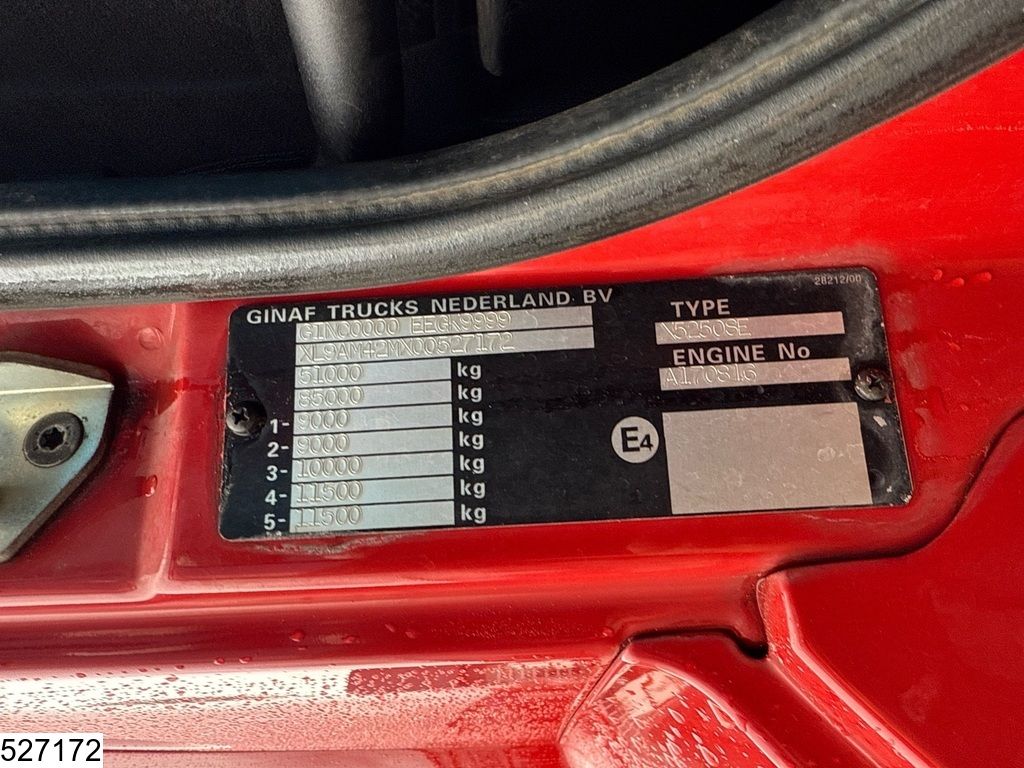 28212/00
GINAF TRUCKS NEDERLAND BV
TYPE
GINC0000 EEGK9999
X5250SE
XL9AM42MX00527172
ENGINE No
51000 kg
A170816
85000 kg
1- 9000 kg
2- 9000 kg
E4
3- 10000 kg
4- 11500 kg
5- 11500 kg
527172